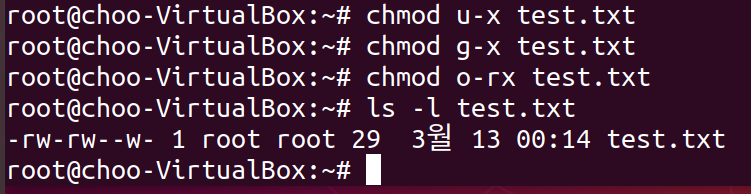 root@choo-VirtualBox:~# chmod u-x test.txt
root@choo-VirtualBox:~# chmod g-x test.txt
root@choo-VirtualBox:~# chmod o-rx test.txt
root@choo-VirtualBox:~# ls -l test.txt
-rw-rw--w- 1 root root 29  3월 13 00:14 test.txt
root@choo-VirtualBox:~#